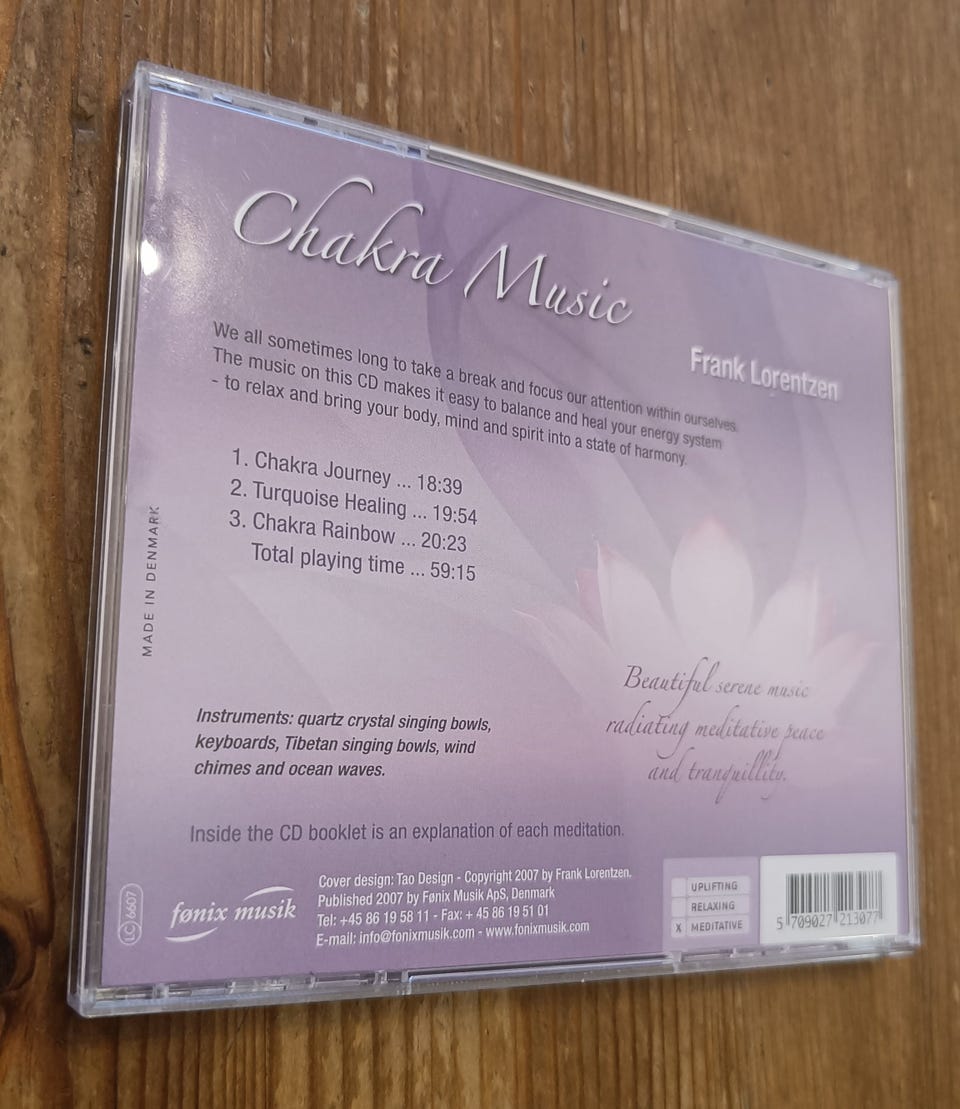 Chakra Music
Frank Lorentzen
We all sometimes long to take a break and focus our attention within ourselves.
The music on this CD makes it easy to balance and heal your energy system
- to relax and bring your body, mind and spirit into a state of harmony.
1. Chakra Journey ... 18:39
2. Turquoise Healing ... 19:54
3. Chakra Rainbow ... 20:23
Total playing time ... 59:15
MADE IN DENMARK
Beautiful serene music
radiating meditative peace
and tranquillity.
Instruments: quartz crystal singing bowls,
keyboards, Tibetan singing bowls, wind
chimes and ocean waves.
Inside the CD booklet is an explanation of each meditation.
LC 6607
fønix musik
Cover design: Tao Design - Copyright 2007 by Frank Lorentzen.
Published 2007 by Fønix Musik ApS, Denmark
Tel: +45 86 19 58 11 - Fax: + 45 86 19 51 01
E-mail: info@fonixmusik.com - www.fonixmusik.com
UPLIFTING
RELAXING
X MEDITATIVE
5 709027 213077